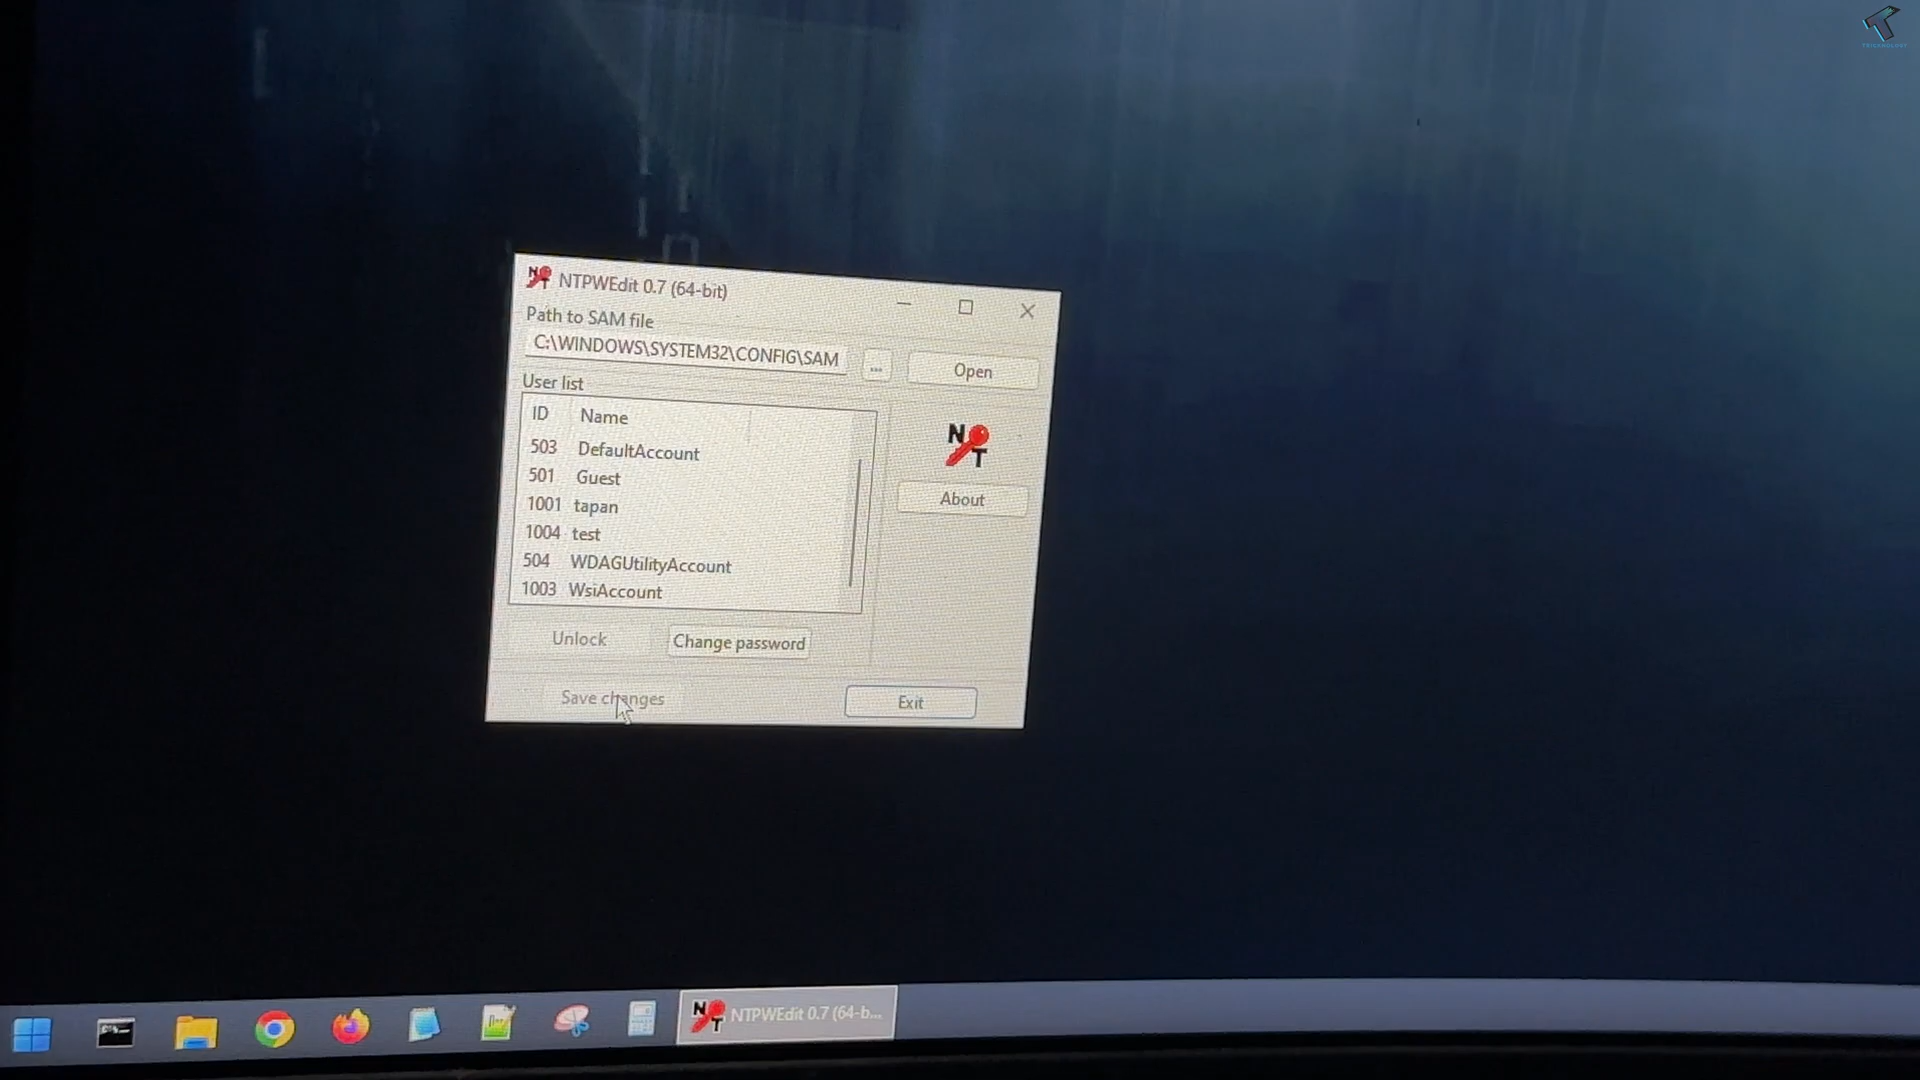 NTPWEdit 0.7 (64-bit)
Path to SAM file
C:\WINDOWS\SYSTEM32\CONFIG\SAM
...
Open
User list
ID Name
503 DefaultAccount
501 Guest
1001 tapan
1004 test
504 WDAGUtilityAccount
1003 WsiAccount
N
T
About
Unlock
Change password
Save changes
Exit
NTPWEdit 0.7 (64-b...